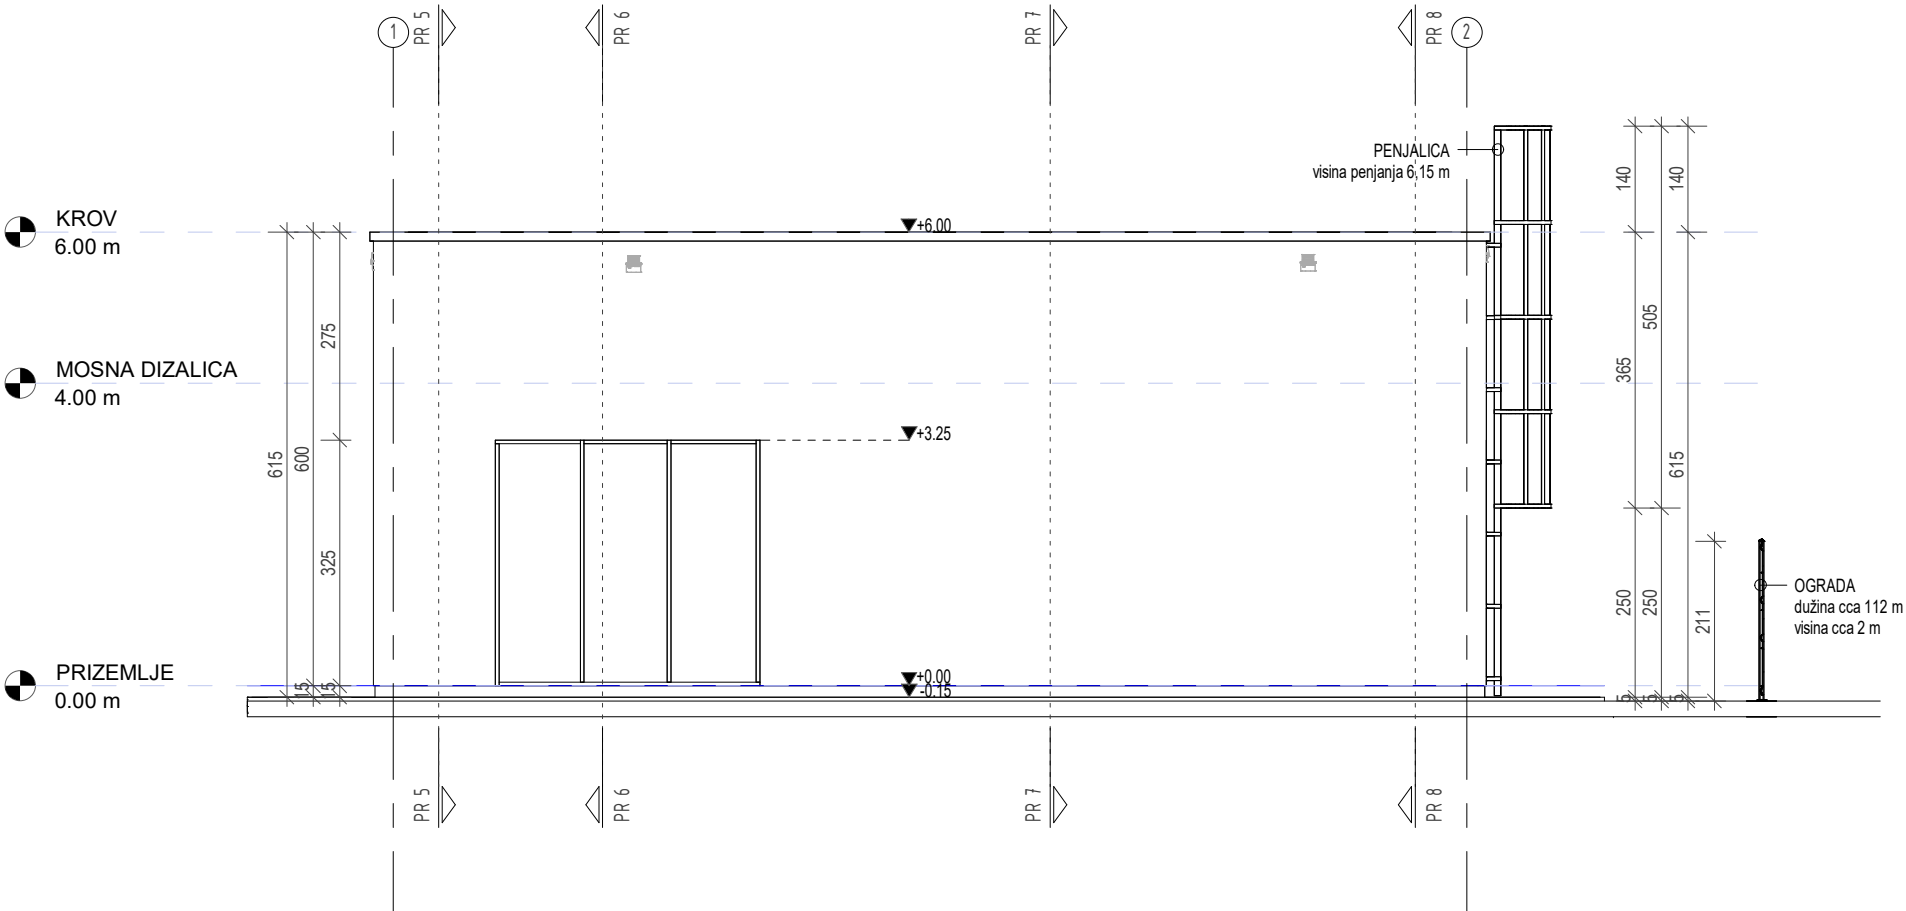 1
PR 5
PR 6
PR 7
PR 8
2
PENJALICA
visina penjanja 6,15 m
140
140
KROV
6.00 m
+6.00
275
505
365
MOSNA DIZALICA
4.00 m
+3.25
615
600
615
325
250
250
211
OGRADA
dužina cca 112 m
visina cca 2 m
PRIZEMLJE
0.00 m
15
15
+0.00
-0.15
5
5
5
PR 5
PR 6
PR 7
PR 8